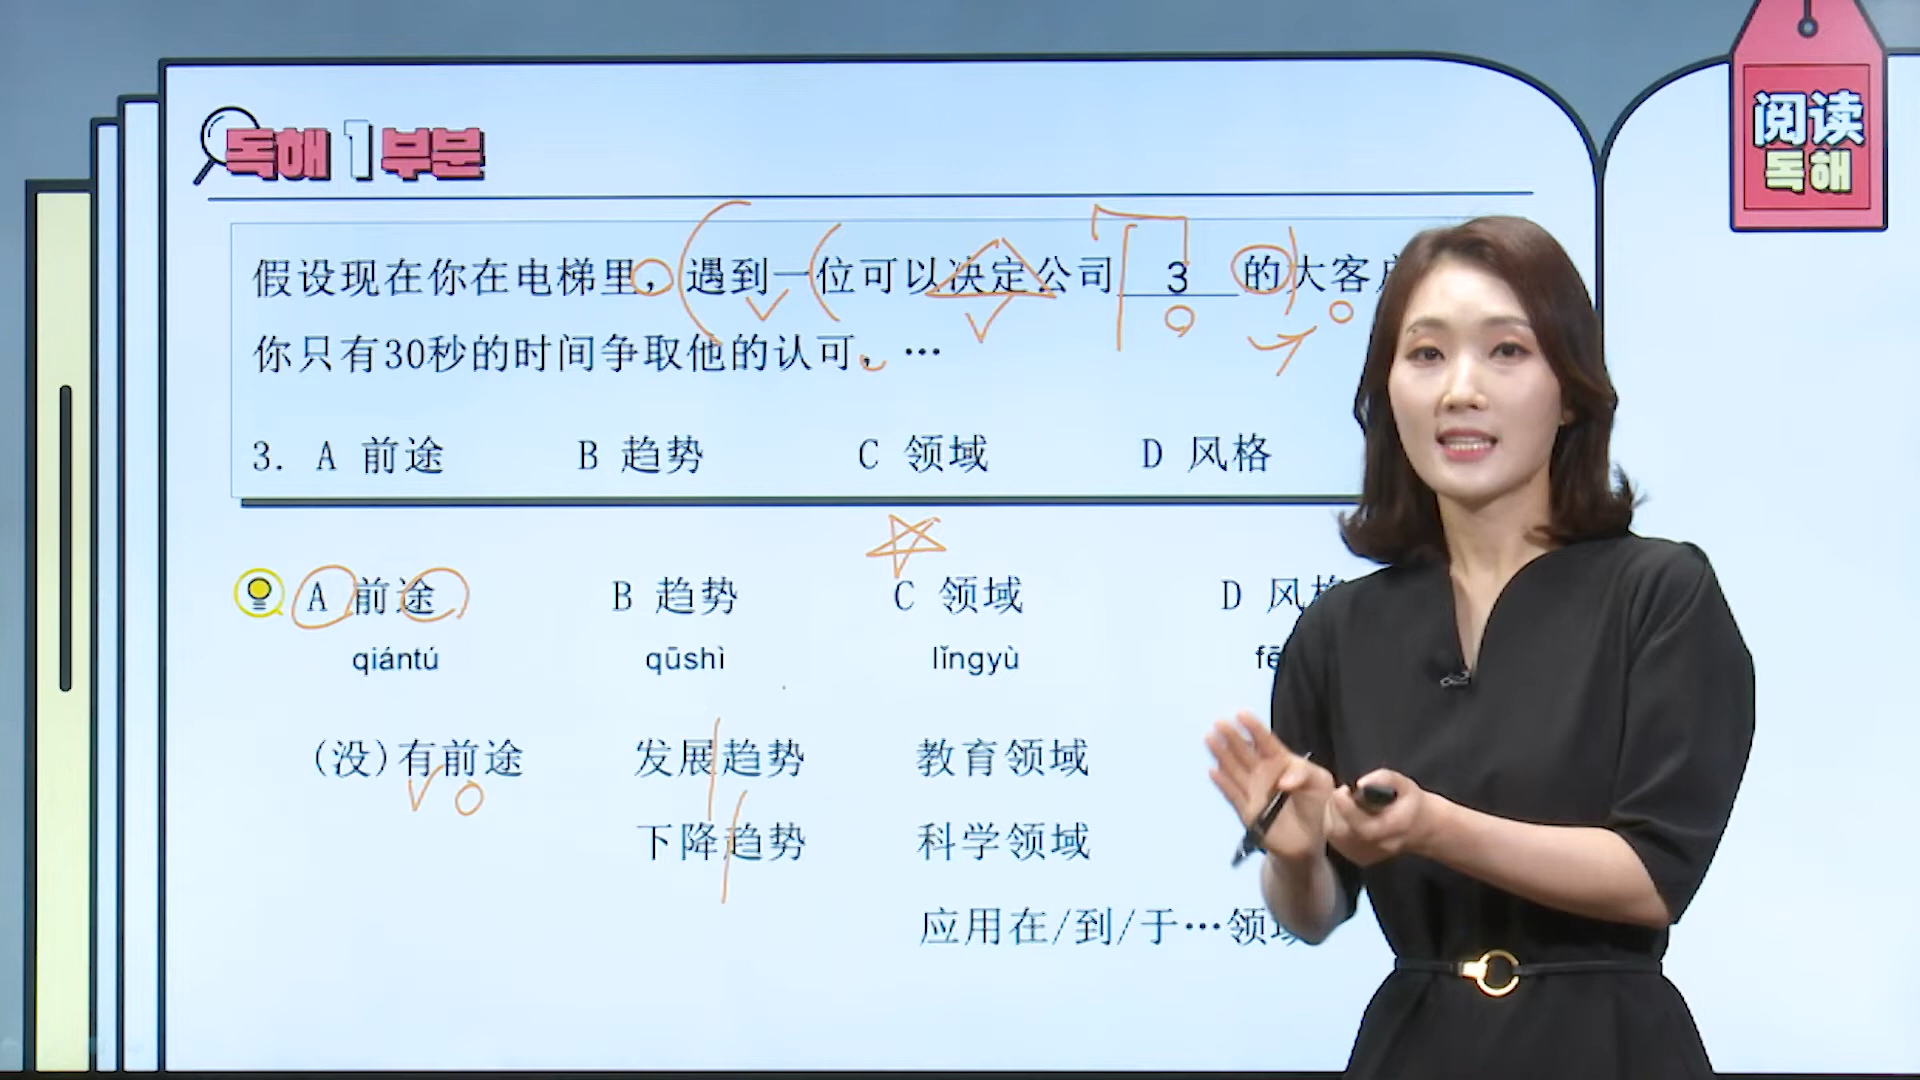 독해 1 부분
阅读
독해
假设现在你在电梯里，遇到一位可以决定公司 3 的大客户
你只有30秒的时间争取他的认可，…
3. A 前途 B 趋势 C 领域 D 风格
A 前途 B 趋势 C 领域 D 风格
qiántú qūshì lǐngyù
(没)有前途 发展趋势 教育领域
下降趋势 科学领域
应用在/到/于…领域